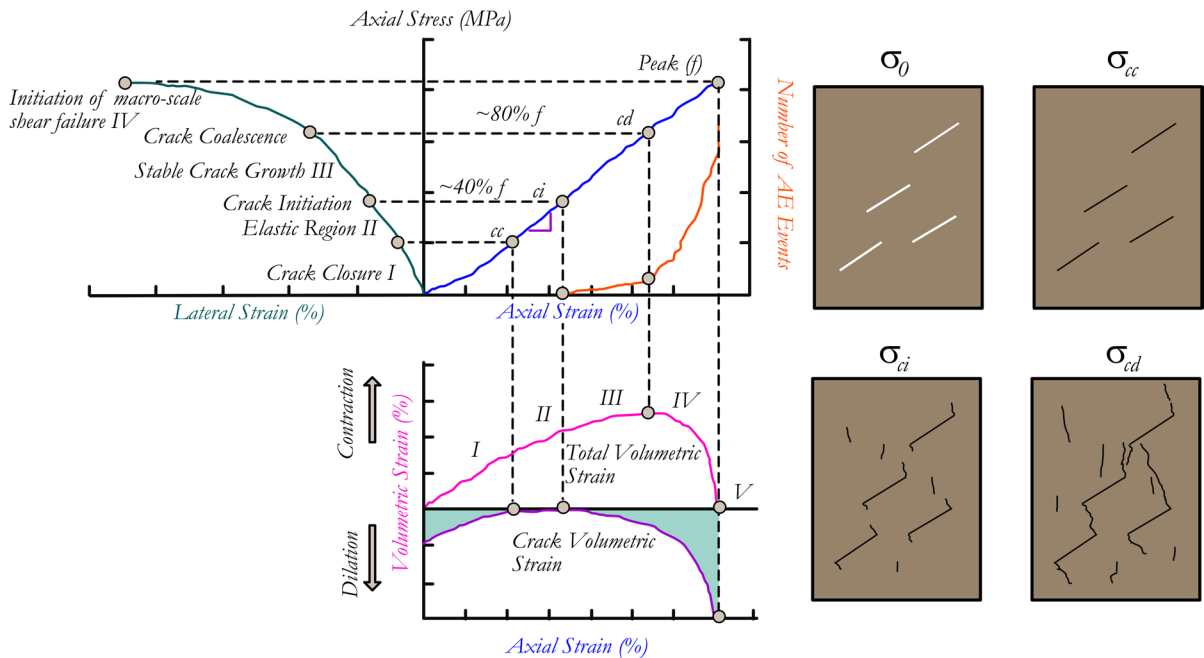 Axial Stress (MPa)
Peak (f)
Initiation of macro-scale
shear failure IV
~80% f
cd
Crack Coalescence
Stable Crack Growth III
~40% f
ci
Crack Initiation
Elastic Region II
cc
Crack Closure I
Lateral Strain (%)
Axial Strain (%)
Number of AE Events
σ0
σcc
σci
σcd
Contraction
Dilation
Volumetric Strain (%)
I
II
III
IV
V
Total Volumetric
Strain
Crack Volumetric
Strain
Axial Strain (%)